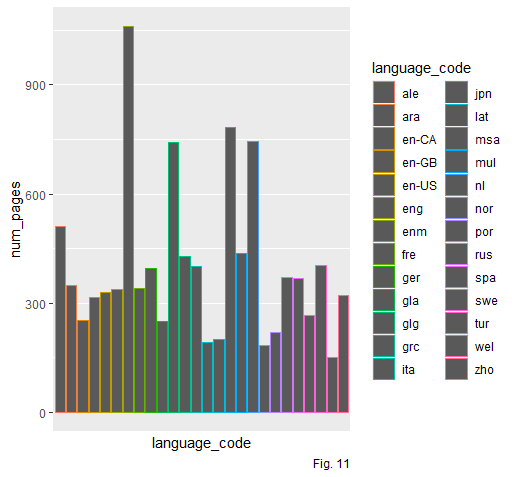 900
600
300
0
num_pages
language_code
Fig. 11
language_code
ale
ara
en-CA
en-GB
en-US
eng
enm
fre
ger
gla
glg
grc
ita
jpn
lat
msa
mul
nl
nor
por
rus
spa
swe
tur
wel
zho